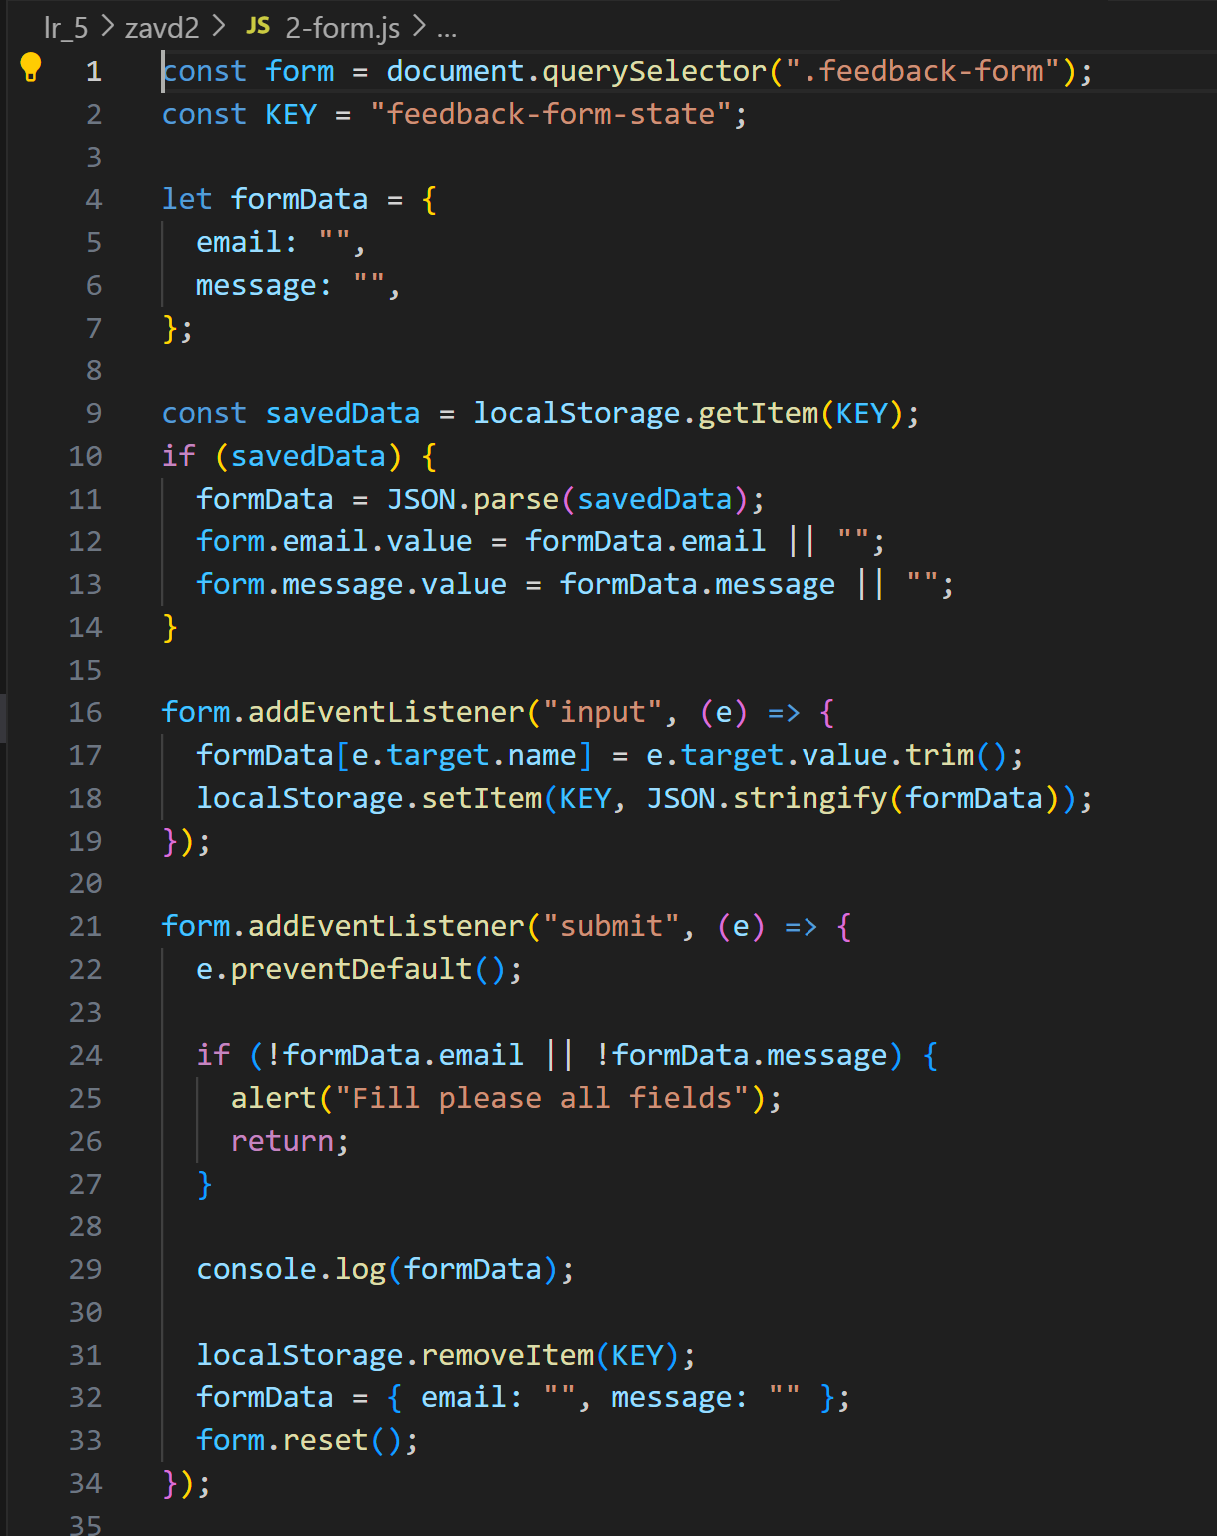 lr_5 > zavd2 > JS 2-form.js > ...
1 const form = document.querySelector(".feedback-form");
2 const KEY = "feedback-form-state";
3
4 let formData = {
5   email: "",
6   message: "",
7 };
8
9 const savedData = localStorage.getItem(KEY);
10 if (savedData) {
11   formData = JSON.parse(savedData);
12   form.email.value = formData.email || "";
13   form.message.value = formData.message || "";
14 }
15
16 form.addEventListener("input", (e) => {
17   formData[e.target.name] = e.target.value.trim();
18   localStorage.setItem(KEY, JSON.stringify(formData));
19 });
20
21 form.addEventListener("submit", (e) => {
22   e.preventDefault();
23
24   if (!formData.email || !formData.message) {
25     alert("Fill please all fields");
26     return;
27   }
28
29   console.log(formData);
30
31   localStorage.removeItem(KEY);
32   formData = { email: "", message: "" };
33   form.reset();
34 });
35